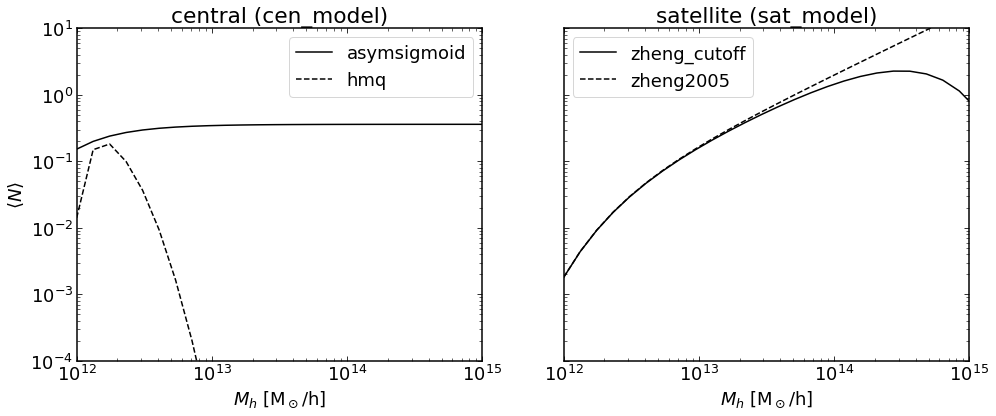 central (cen_model)
satellite (sat_model)
10^1
10^0
10^{-1}
10^{-2}
10^{-3}
10^{-4}
⟨N⟩
asymsigmoid
hmq
zheng_cutoff
zheng2005
10^{12} 10^{13} 10^{14} 10^{15}
10^{12} 10^{13} 10^{14} 10^{15}
M_h [M_⊙/h]
M_h [M_⊙/h]